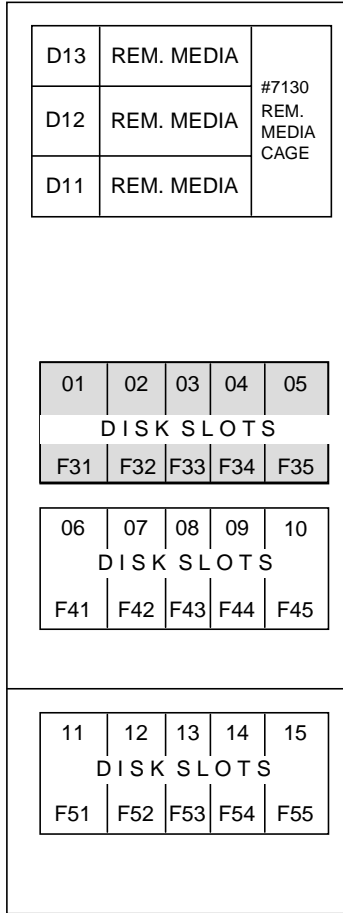 D13 REM. MEDIA
#7130
REM.
MEDIA
CAGE
D12 REM. MEDIA
D11 REM. MEDIA
01 02 03 04 05
DISK SLOTS
F31 F32 F33 F34 F35
06 07 08 09 10
DISK SLOTS
F41 F42 F43 F44 F45
11 12 13 14 15
DISK SLOTS
F51 F52 F53 F54 F55